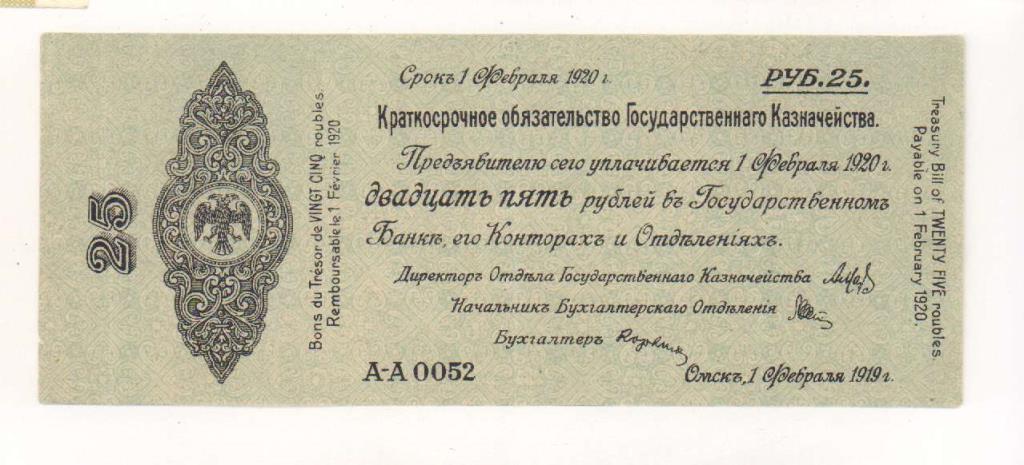 25
Bons du Trésor de VINGT CINQ roubles.
Remboursable le 1 Février 1920
Срокъ 1 Февраля 1920 г.
РУБ.25.
Краткосрочное обязательство Государственнаго Казначейства.
Предъявителю сего уплачивается 1 Февраля 1920 г.
двадцать пять рублей въ Государственномъ
Банкѣ, его Конторахъ и Отдѣленіяхъ.
Директоръ Отдѣла Государственнаго Казначейства
Начальникъ Бухгалтерскаго Отдѣленія
Бухгалтеръ
А-А 0052
Омскъ, 1 Февраля 1919 г.
Treasury Bill of TWENTY FIVE roubles.
Payable on 1 February 1920.